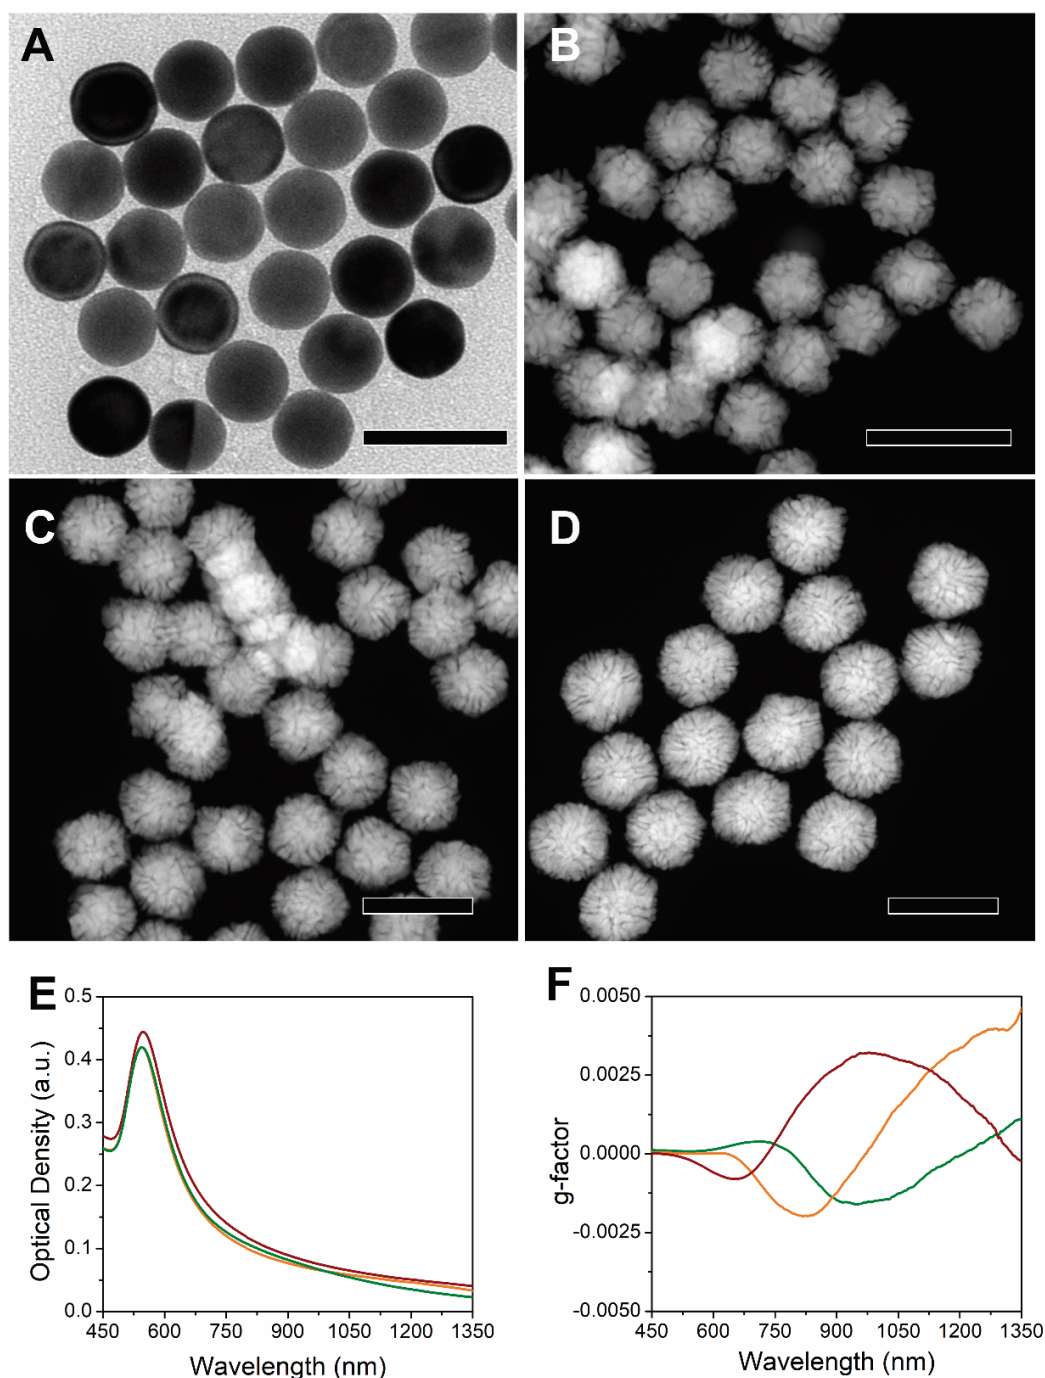 A
B
C
D
E
0.5
0.4
0.3
0.2
0.1
0.0
Optical Density (a.u.)
450 600 750 900 1050 1200 1350
Wavelength (nm)
F
0.0050
0.0025
0.0000
-0.0025
-0.0050
g-factor
450 600 750 900 1050 1200 1350
Wavelength (nm)